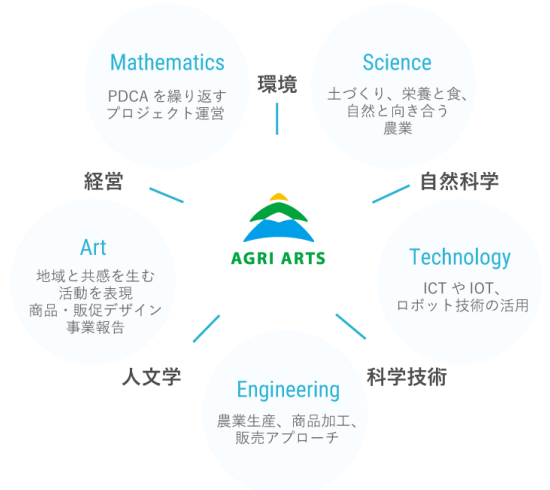 Mathematics
PDCA を繰り返す
プロジェクト運営
環境
Science
土づくり、栄養と食、
自然と向き合う
農業
経営
自然科学
AGRI ARTS
Art
地域と共感を生む
活動を表現
商品・販促デザイン
事業報告
Technology
ICT や IOT、
ロボット技術の活用
人文学
科学技術
Engineering
農業生産、商品加工、
販売アプローチ